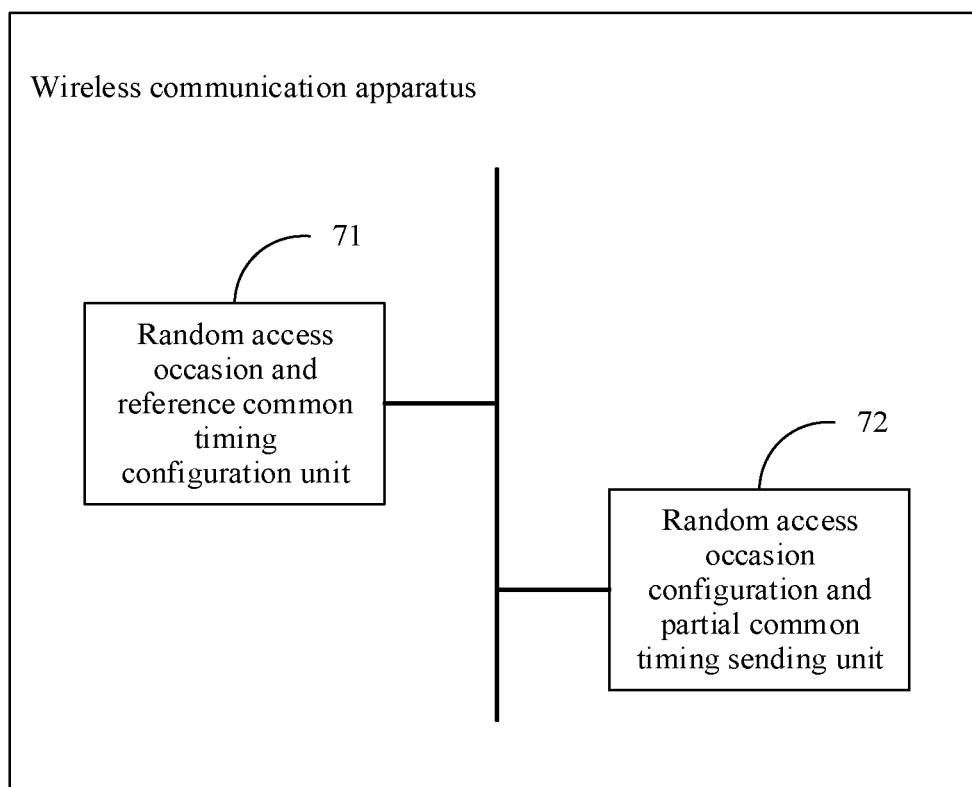 Wireless communication apparatus
71
Random access
occasion and
reference common
timing
configuration unit
72
Random access
occasion
configuration and
partial common
timing sending unit